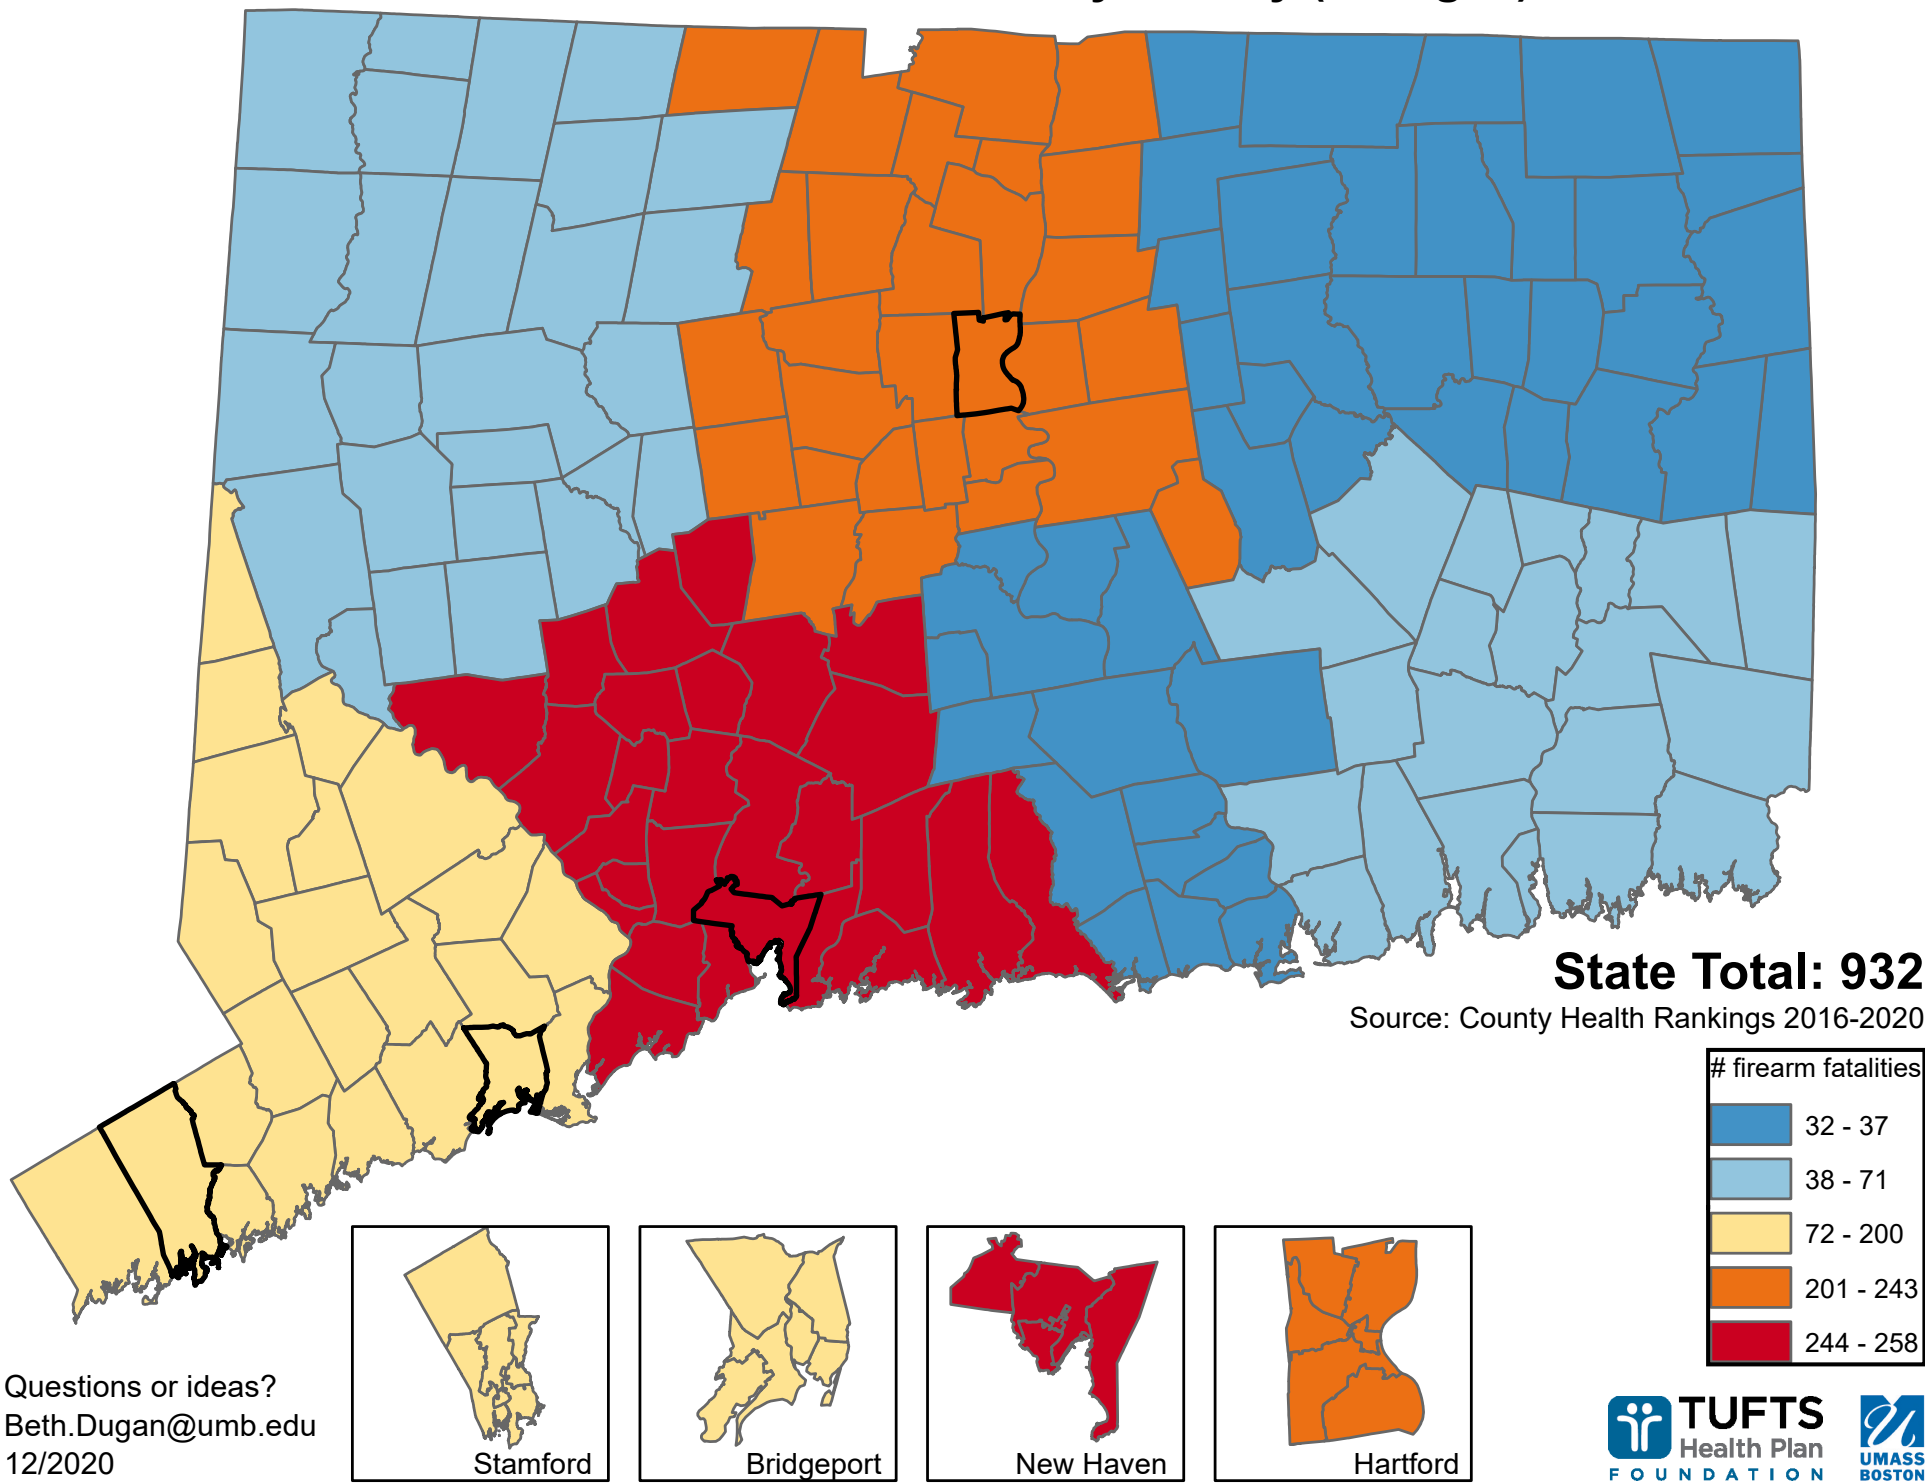 State Total: 932
Source: County Health Rankings 2016-2020
# firearm fatalities
32 - 37
38 - 71
72 - 200
201 - 243
244 - 258
Stamford
Bridgeport
New Haven
Hartford
Questions or ideas?
Beth.Dugan@umb.edu
12/2020
TUFTS
Health Plan
FOUNDATION
UMASS
BOSTON